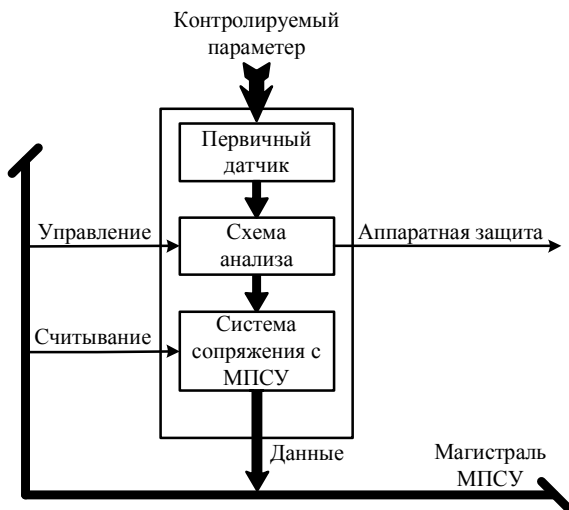 Контролируемый
параметр
Первичный
датчик
Управление
Схема
анализа
Аппаратная защита
Считывание
Система
сопряжения с
МПСУ
Данные
Магистраль
МПСУ